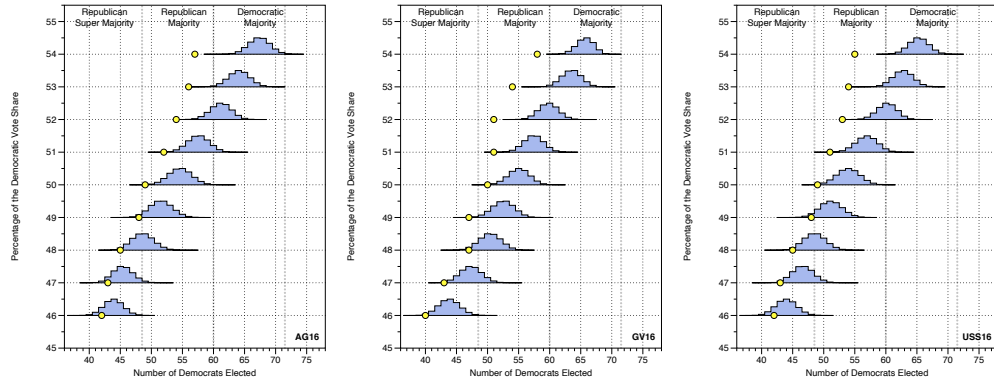 Republican Super Majority
Republican Majority
Democratic Majority
Percentage of the Democratic Vote Share
55
54
53
52
51
50
49
48
47
46
45
AG16
40 45 50 55 60 65 70 75
Number of Democrats Elected
Republican Super Majority
Republican Majority
Democratic Majority
Percentage of the Democratic Vote Share
55
54
53
52
51
50
49
48
47
46
45
GV16
40 45 50 55 60 65 70 75
Number of Democrats Elected
Republican Super Majority
Republican Majority
Democratic Majority
Percentage of the Democratic Vote Share
55
54
53
52
51
50
49
48
47
46
45
USS16
40 45 50 55 60 65 70 75
Number of Democrats Elected